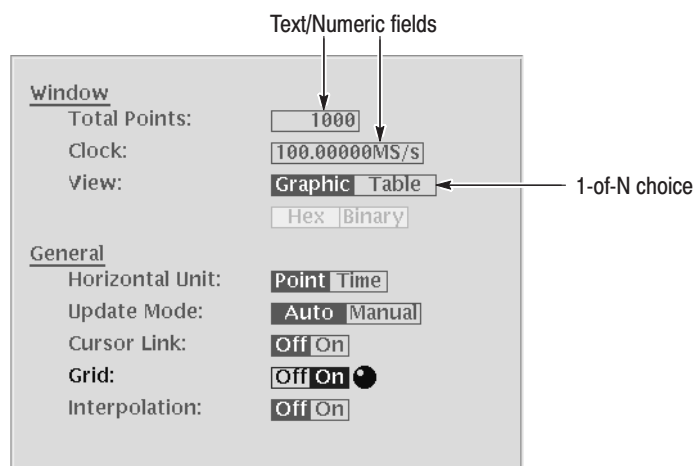 Text/Numeric fields
Window
Total Points: 1000
Clock: 100.00000MS/s
View: Graphic Table
1-of-N choice
Hex Binary
General
Horizontal Unit: Point Time
Update Mode: Auto Manual
Cursor Link: Off On
Grid: Off On
Interpolation: Off On